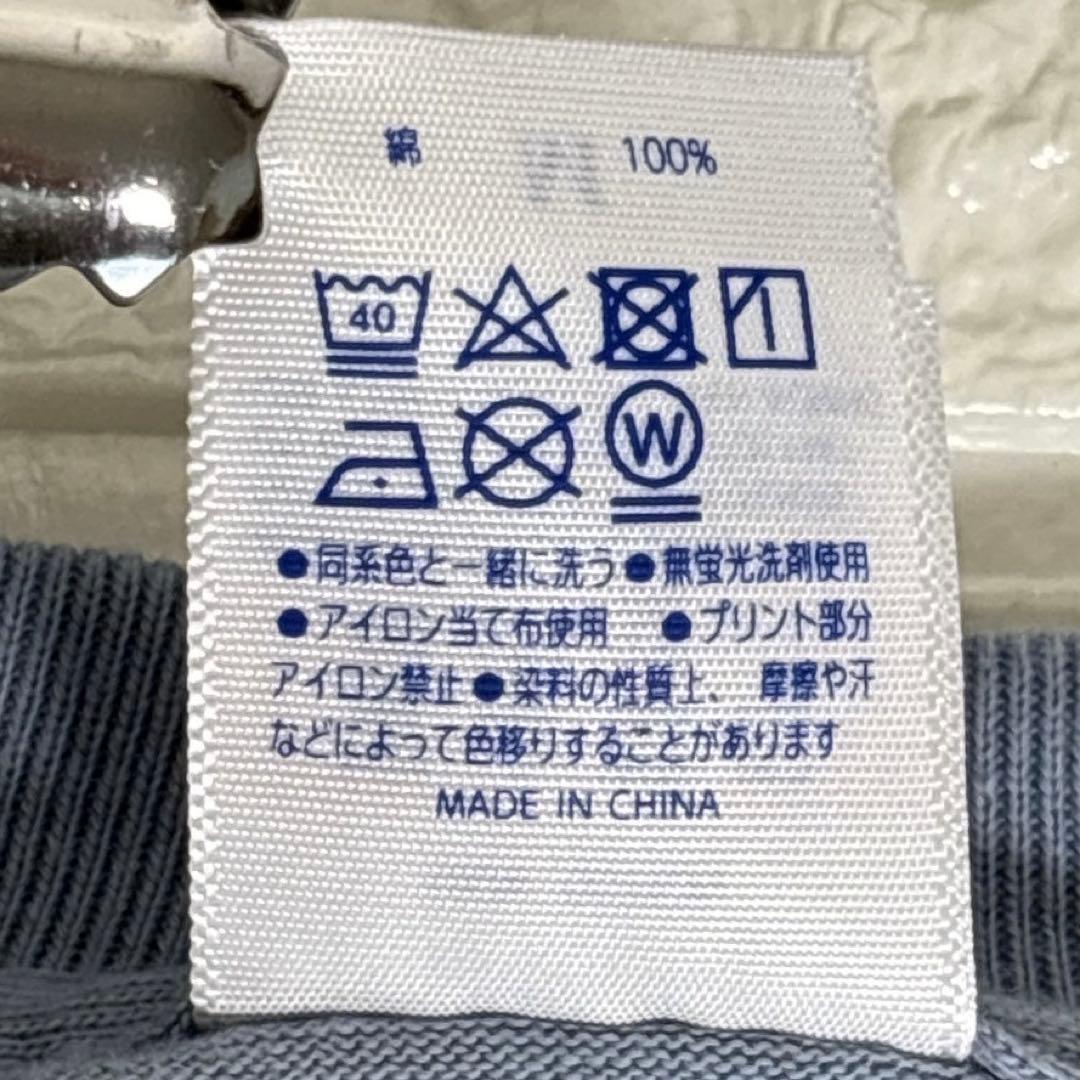 綿 100%
40
W
●同系色と一緒に洗う●無蛍光洗剤使用
●アイロン当て布使用 ●プリント部分
アイロン禁止●染料の性質上、摩擦や汗
などによって色移りすることがあります
MADE IN CHINA